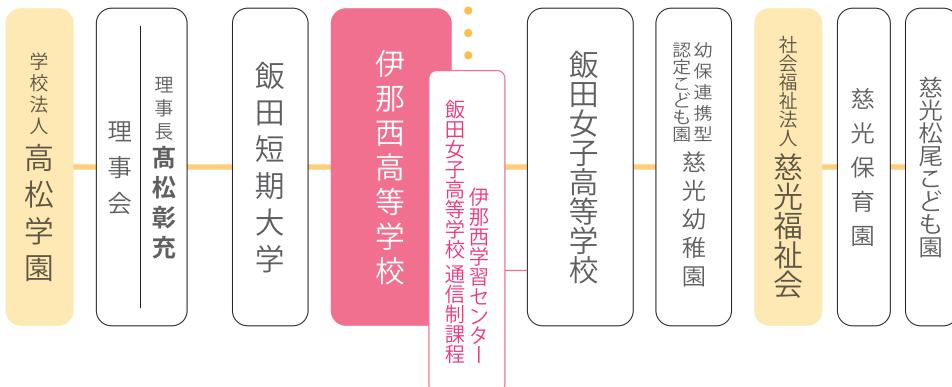 学校法人 高松学園
理事会
理事長 髙松彰充
飯田短期大学
伊那西高等学校
飯田女子高等学校 通信制課程
伊那西学習センター
飯田女子高等学校
幼保連携型
認定こども園
慈光幼稚園
社会福祉法人 慈光福祉会
慈光保育園
慈光松尾こども園